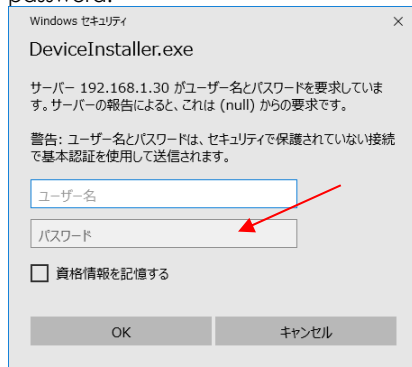 password.
Windows セキュリティ
DeviceInstaller.exe
サーバー 192.168.1.30 がユーザー名とパスワードを要求していま
す。サーバーの報告によると、これは (null) からの要求です。
警告: ユーザー名とパスワードは、セキュリティで保護されていない接続
で基本認証を使用して送信されます。
ユーザー名
パスワード
資格情報を記憶する
OK
キャンセル